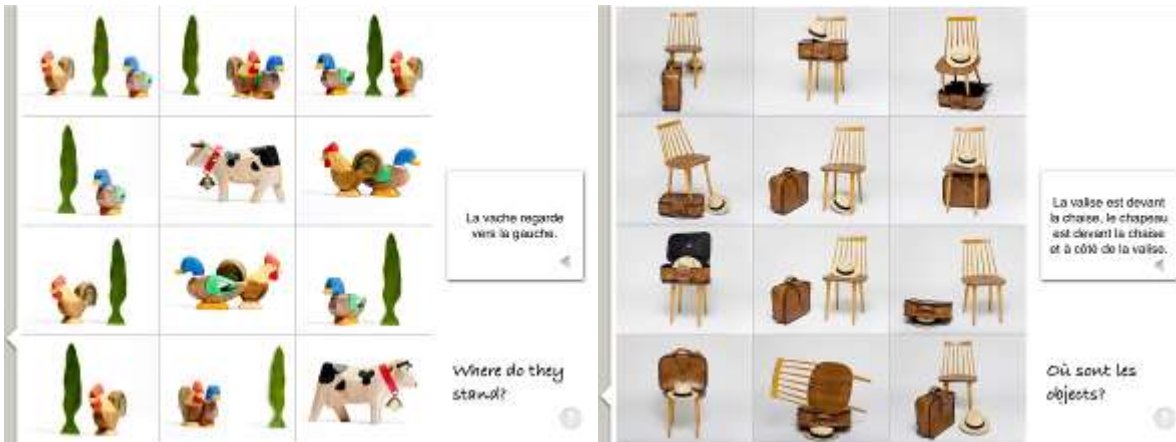 La vache regarde
vers la gauche.
Where do they
stand?
La valise est devant
la chaise, le chapeau
est devant la chaise
et à côté de la valise.
Où sont les
objects?